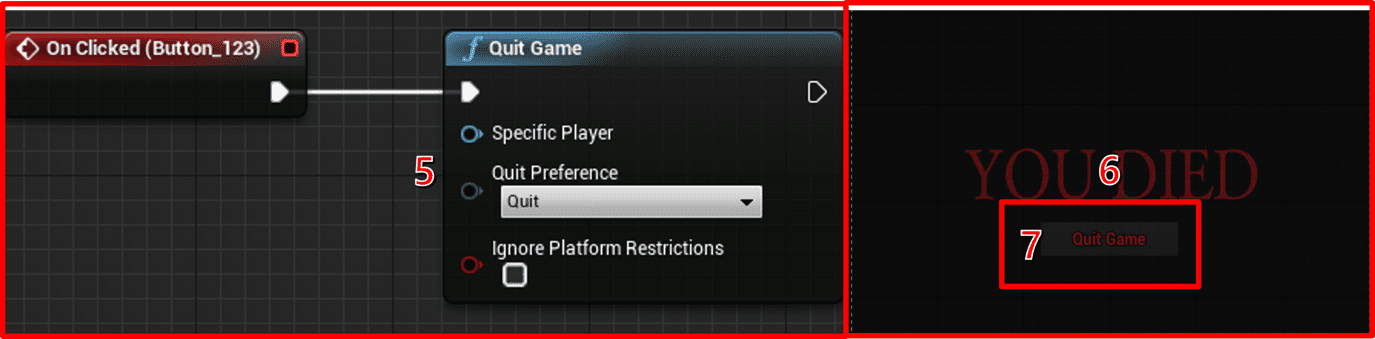 On Clicked (Button_123)
f Quit Game
Specific Player
5
Quit Preference
Quit
Ignore Platform Restrictions
6
YOU DIED
7
Quit Game